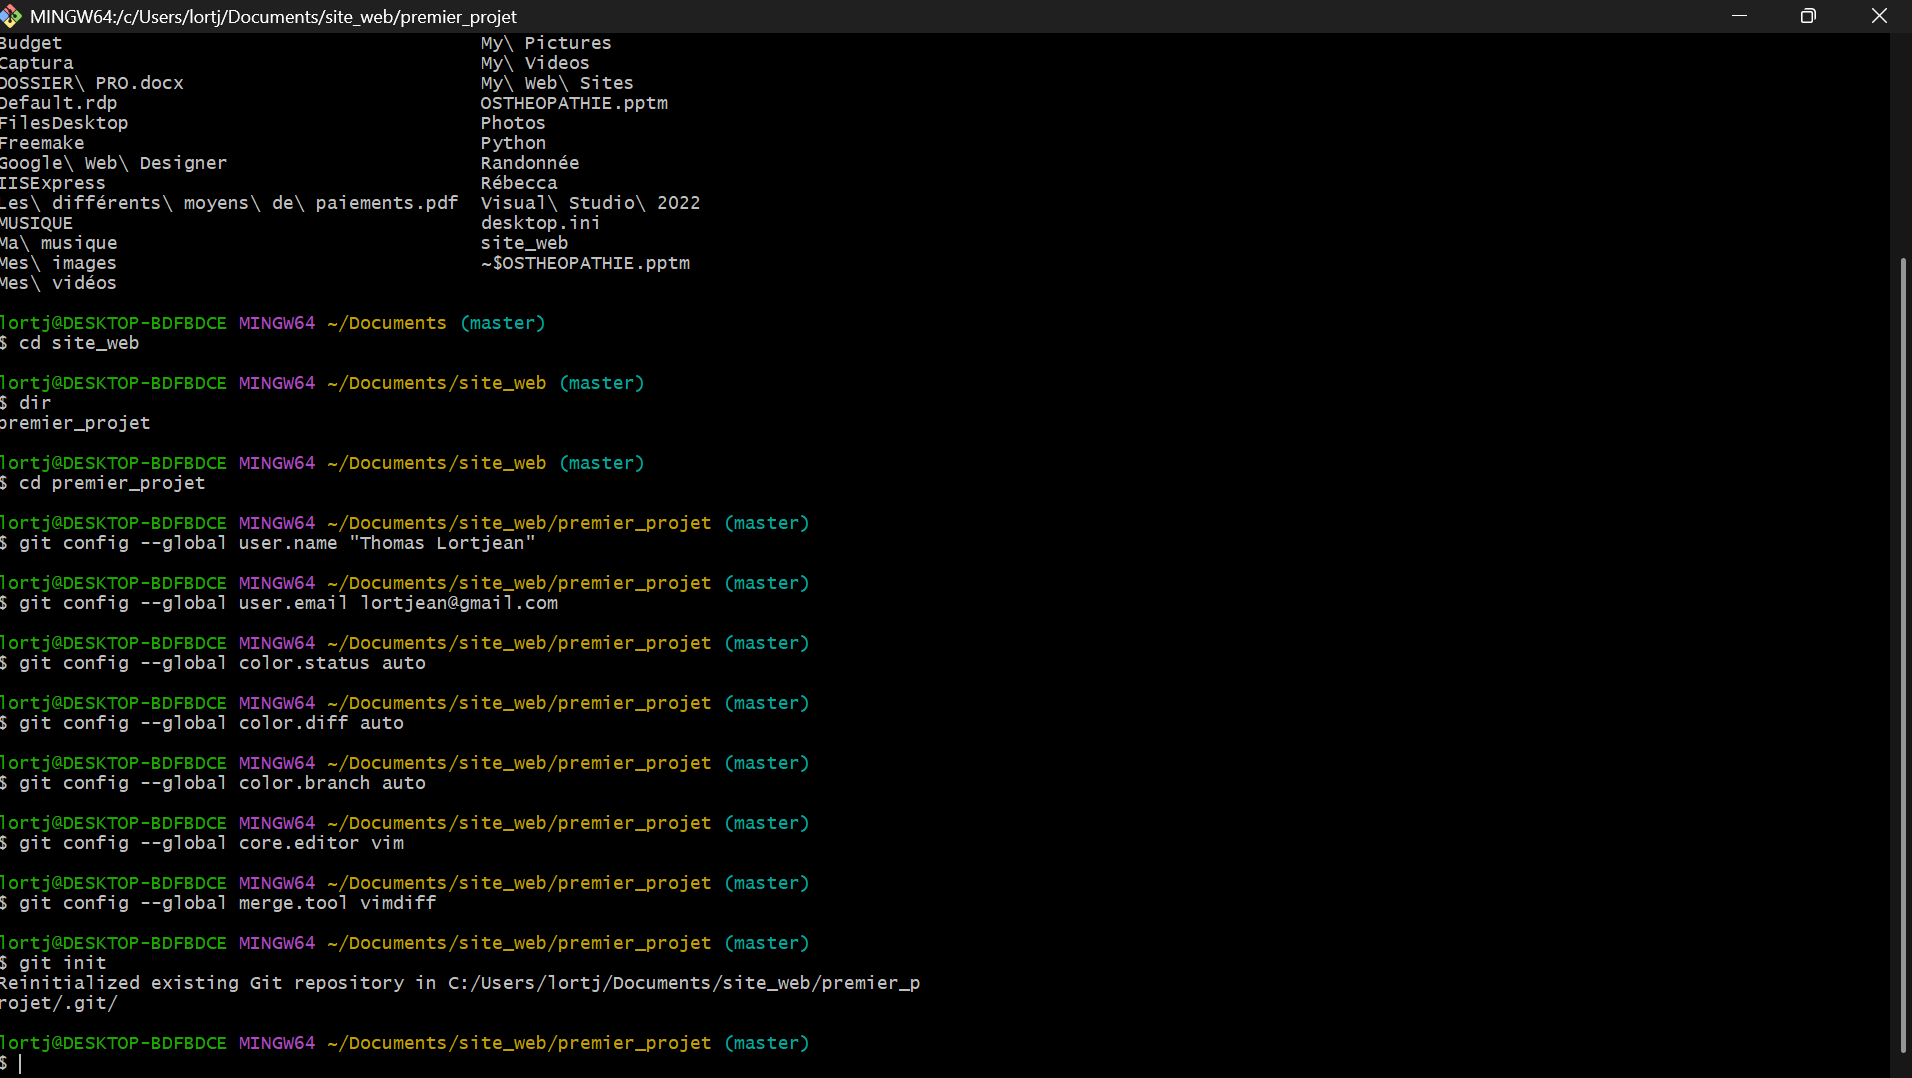 MINGW64:/c/Users/lortj/Documents/site_web/premier_projet
Budget My\ Pictures
Captura My\ Videos
DOSSIER\ PRO.docx My\ Web\ Sites
Default.rdp OSTHEOPATHIE.pptm
FilesDesktop Photos
Freemake Python
Google\ Web\ Designer Randonnée
IISExpress Rébecca
Les\ différents\ moyens\ de\ paiements.pdf Visual\ Studio\ 2022
MUSIQUE desktop.ini
Ma\ musique site_web
Mes\ images ~$OSTHEOPATHIE.pptm
Mes\ vidéos
lortj@DESKTOP-BDFBDCE MINGW64 ~/Documents (master)
$ cd site_web
lortj@DESKTOP-BDFBDCE MINGW64 ~/Documents/site_web (master)
$ dir
premier_projet
lortj@DESKTOP-BDFBDCE MINGW64 ~/Documents/site_web (master)
$ cd premier_projet
lortj@DESKTOP-BDFBDCE MINGW64 ~/Documents/site_web/premier_projet (master)
$ git config --global user.name "Thomas Lortjean"
lortj@DESKTOP-BDFBDCE MINGW64 ~/Documents/site_web/premier_projet (master)
$ git config --global user.email lortjean@gmail.com
lortj@DESKTOP-BDFBDCE MINGW64 ~/Documents/site_web/premier_projet (master)
$ git config --global color.status auto
lortj@DESKTOP-BDFBDCE MINGW64 ~/Documents/site_web/premier_projet (master)
$ git config --global color.diff auto
lortj@DESKTOP-BDFBDCE MINGW64 ~/Documents/site_web/premier_projet (master)
$ git config --global color.branch auto
lortj@DESKTOP-BDFBDCE MINGW64 ~/Documents/site_web/premier_projet (master)
$ git config --global core.editor vim
lortj@DESKTOP-BDFBDCE MINGW64 ~/Documents/site_web/premier_projet (master)
$ git config --global merge.tool vimdiff
lortj@DESKTOP-BDFBDCE MINGW64 ~/Documents/site_web/premier_projet (master)
$ git init
Reinitialized existing Git repository in C:/Users/lortj/Documents/site_web/premier_p
rojet/.git/
lortj@DESKTOP-BDFBDCE MINGW64 ~/Documents/site_web/premier_projet (master)
$